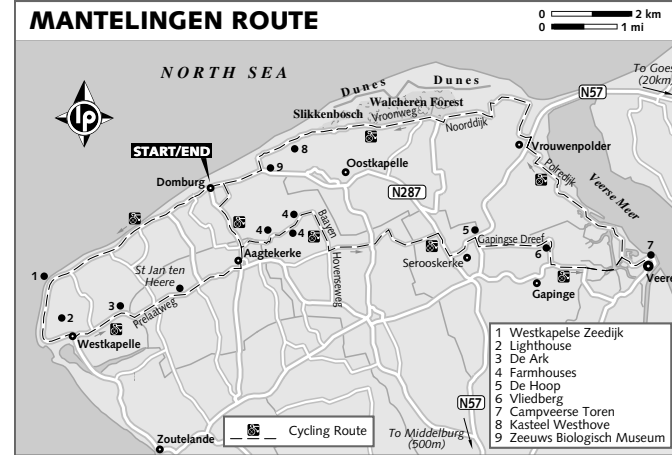 MANTELINGEN ROUTE
0 2 km
0 1 mi
NORTH SEA
To Goes
(20km)
N57
Dunes Dunes
Walcheren Forest
Slikkenbosch
Vroonweg
Noorddijk
lp
START/END
8
Vrouwenpolder
9
Oostkapelle
Polredijk
Domburg
N287
Veerse Meer
4
Baayen
4
4
5
Gapingse Dreef
Aagtekerke
Hovenseweg
6
7
St Jan ten
Heere
Serooskerke
Veere
1
Gapinge
3
Prelaatweg
2
Westkapelle
1 Westkapelse Zeedijk
2 Lighthouse
3 De Ark
4 Farmhouses
5 De Hoop
6 Vliedberg
7 Campveerse Toren
8 Kasteel Westhove
9 Zeeuws Biologisch Museum
N57
Cycling Route
To Middelburg
(500m)
Zoutelande